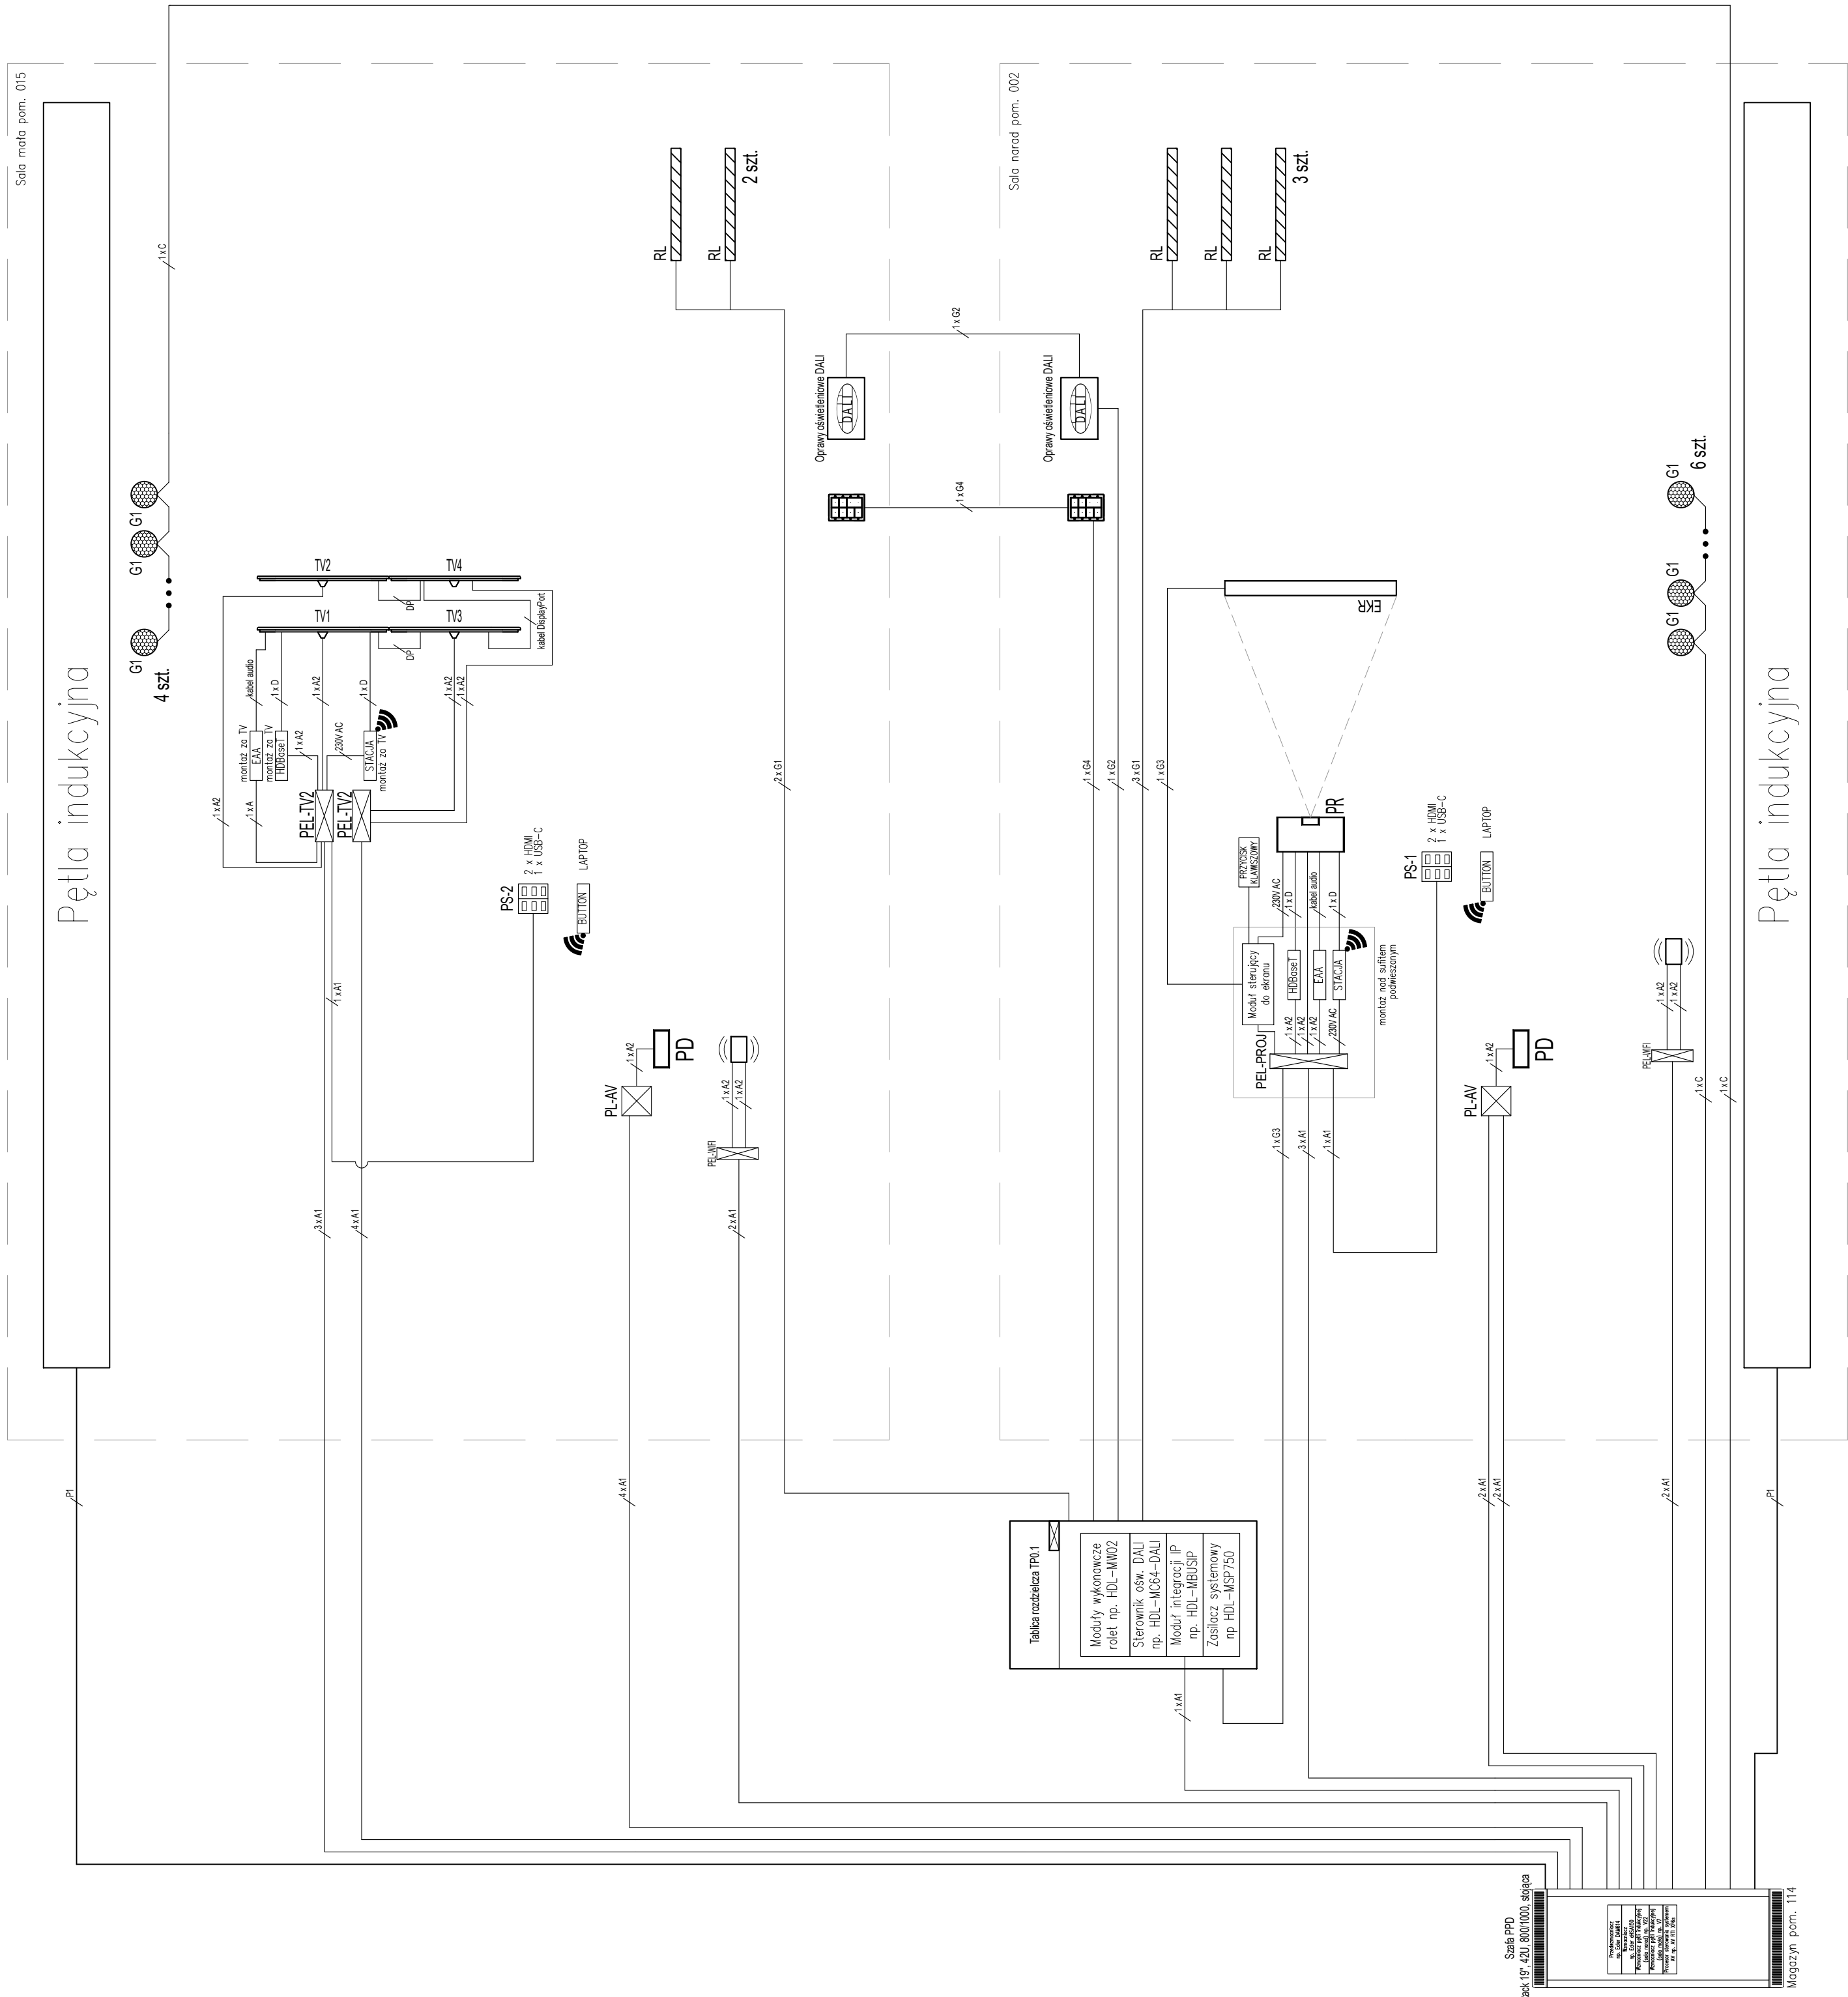 Sala mała pom. 015
Pętla indukcyjna
1 x C
G1
G1
G1
4 szt.
TV2
TV4
TV1
TV3
DP
DP
kabel DisplayPort
kabel audio
1 x D
1 x A2
1 x D
1 x A2
1 x A2
montaż za TV
EAA
montaż za TV
HDBaseT
1 x A2
230V AC
STACJA
montaż za TV
1 x A2
1 x A
PEL-TV2
PEL-TV2
PS-2
2 x HDMI
1 x USB-C
BUTTON
LAPTOP
1 x A1
3 x A1
4 x A1
RL
RL
2 szt.
2 x G1
PL-AV
1 x A2
PD
1 x A2
1 x A2
PEL-WIFI
2 x A1
4 x A1
P1
Oprawy oświetleniowe DALI
DALI
1 x G2
Oprawy oświetleniowe DALI
DALI
1 x G4
Sala narad pom. 002
RL
RL
RL
3 szt.
1 x G4
1 x G2
3 x G1
1 x G3
EKR
PR
PRZYCISK
KLAWISZOWY
230V AC
1 x D
kabel audio
1 x D
Moduł sterujący
do ekranu
HDBaseT
EAA
STACJA
montaż nad sufitem
podwieszanym
1 x A2
1 x A2
1 x A2
230V AC
PEL-PROJ
1 x G3
3 x A1
1 x A1
PS-1
2 x HDMI
1 x USB-C
BUTTON
LAPTOP
PL-AV
1 x A2
PD
1 x A2
1 x A2
PEL-WIFI
G1
G1
G1
6 szt.
Pętla indukcyjna
1 x C
1 x C
2 x A1
2 x A1
2 x A1
P1
Tablica rozdzielcza TP0.1
Moduły wykonawcze
rolet np. HDL-MW02
Sterownik ośw. DALI
np. HDL-MC64-DALI
Moduł integracji IP
np. HDL-MBUSIP
Zasilacz systemowy
np HDL-MSP750
1 x A1
Szafa PPD
ack 19", 42U, 800/1000, stojąca
Magazyn pom. 114